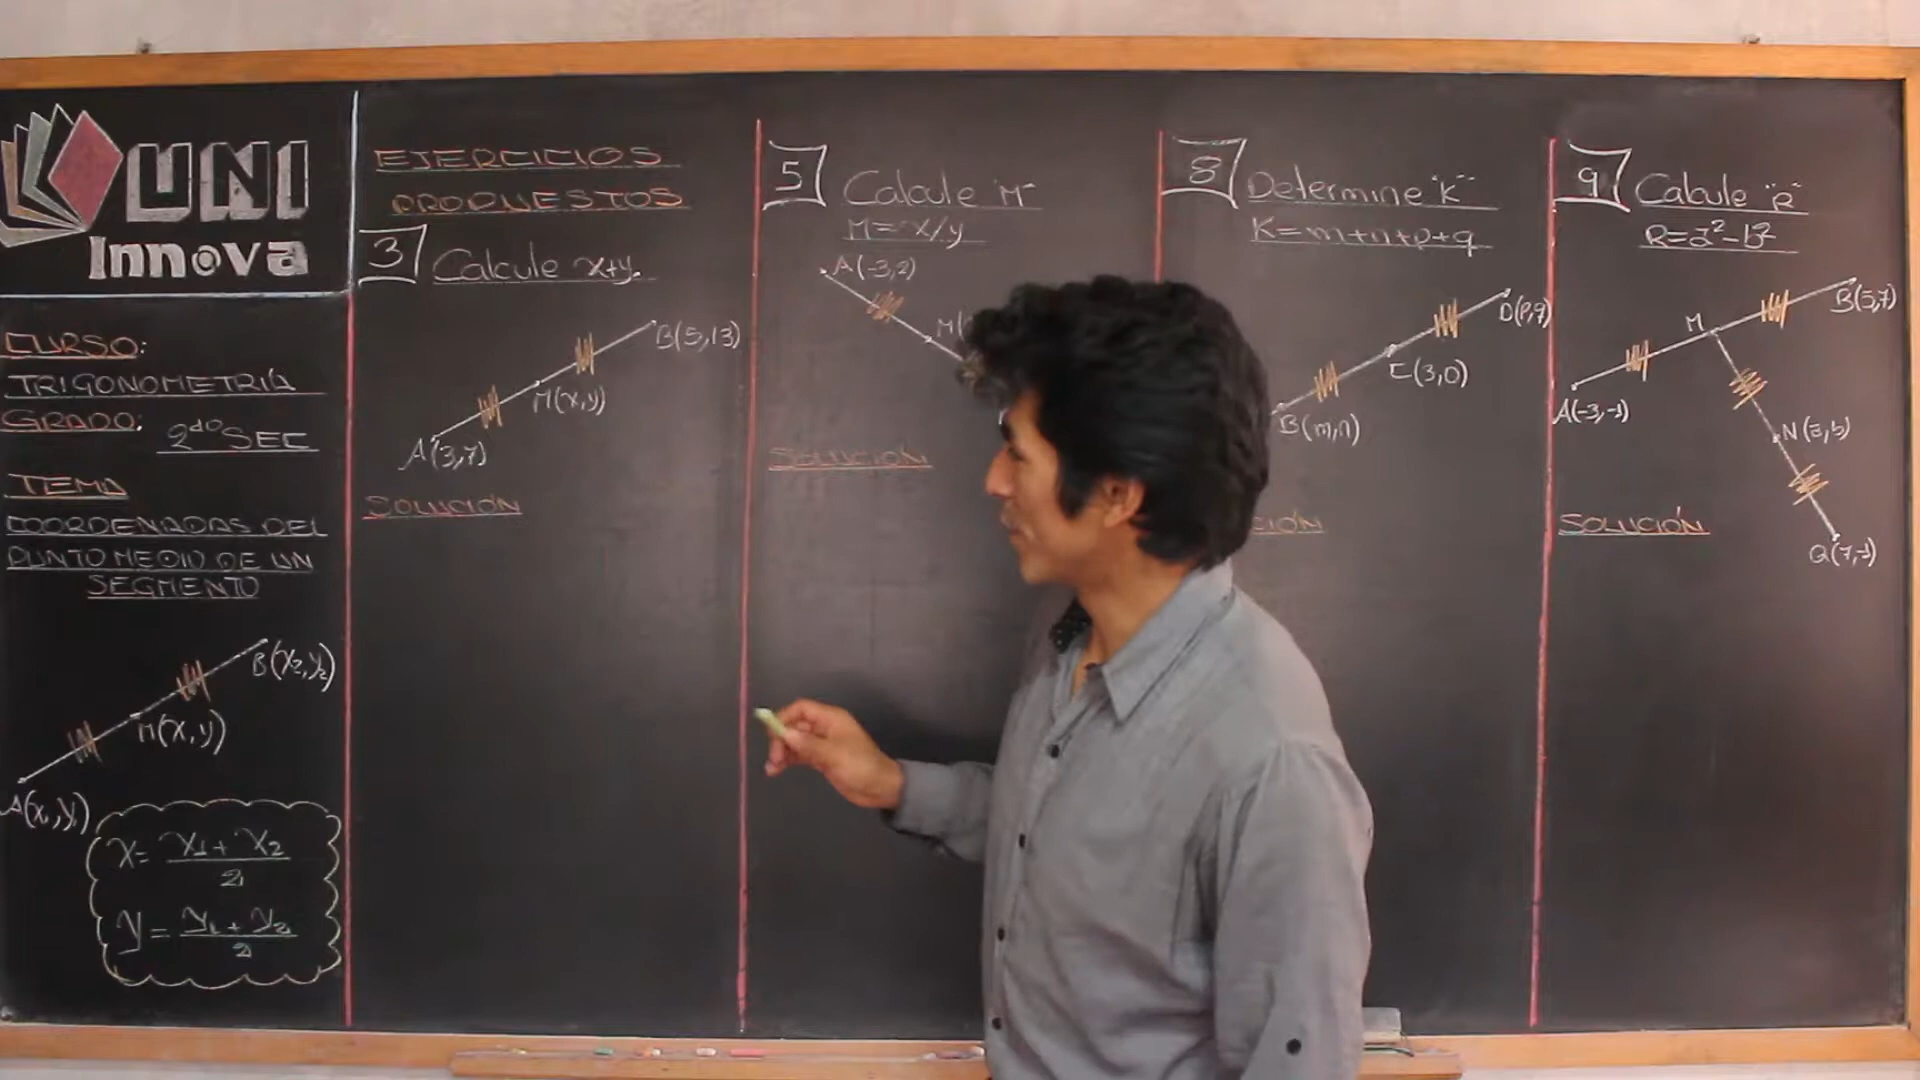 UNI
Innova
CURSO:
TRIGONOMETRÍA
GRADO: 2do SEC
TEMA
COORDENADAS DEL
PUNTO MEDIO DE UN
SEGMENTO
B(x₂,y₂)
M(x,y)
A(x₁,y₁)
x= x₁+x₂/2
y= y₁+y₂/2
EJERCICIOS
PROPUESTOS
3 Calcule x+y.
B(5,13)
M(x,y)
A(3,7)
SOLUCIÓN
5 Calcule "M"
M=x/y
A(-3,2)
M(
SOLUCIÓN
8 Determine "K"
K=m+n+p+q
D(p,q)
C(3,0)
B(m,n)
CIÓN
9 Calcule "R"
R=a²-b²
B(5,7)
M
A(-3,-1)
N(a,b)
SOLUCIÓN
Q(7,-1)